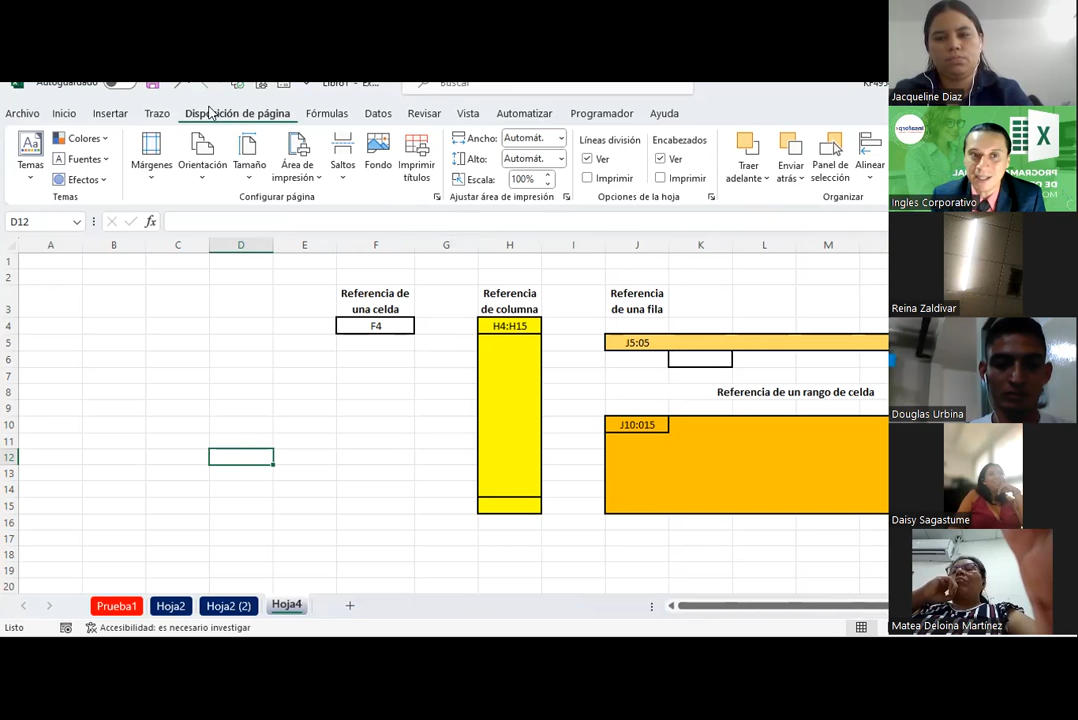 Autoguardado Libro1 - Ex... Buscar
Archivo Inicio Insertar Trazo Disposición de página Fórmulas Datos Revisar Vista Automatizar Programador Ayuda
Temas Colores Fuentes Efectos Márgenes Orientación Tamaño Área de impresión Saltos Fondo Imprimir títulos Ancho: Automát. Alto: Automát. Escala: 100% Líneas división Ver Imprimir Encabezados Ver Imprimir Traer adelante Enviar atrás Panel de selección Alinear
Temas Configurar página Ajustar área de impresión Opciones de la hoja Organizar
D12 fx
A B C D E F G H I J K L M
1
2
3 Referencia de una celda Referencia de columna Referencia de una fila
4 F4 H4:H15
5 J5:05
6
7
8 Referencia de un rango de celda
9
10 J10:015
11
12
13
14
15
16
17
18
19
20
Prueba1 Hoja2 Hoja2 (2) Hoja4
Listo Accesibilidad: es necesario investigar
Jacqueline Diaz
Ingles Corporativo
Reina Zaldivar
Douglas Urbina
Daisy Sagastume
Matea Deloina Martinez